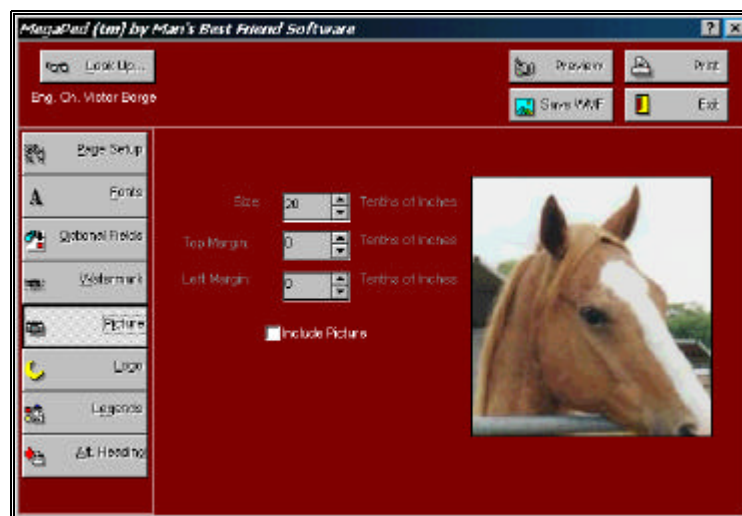 MegaPed (tm) by Man's Best Friend Software
Look Up...
Preview
Print
Eng. Ch. Victor Borge
Save WMF
Exit
Page Setup
Fonts
Optional Fields
Watermark
Picture
Logo
Legends
Alt. Heading
Size:
20
Tenths of Inches
Top Margin:
0
Tenths of Inches
Left Margin:
0
Tenths of Inches
Include Picture